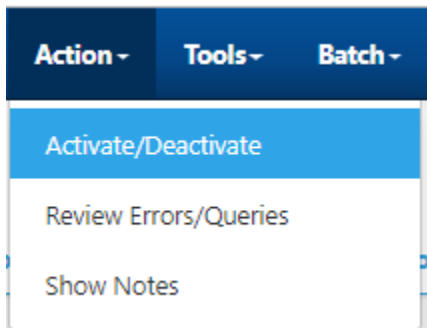 Action Tools Batch
Activate/Deactivate
Review Errors/Queries
Show Notes